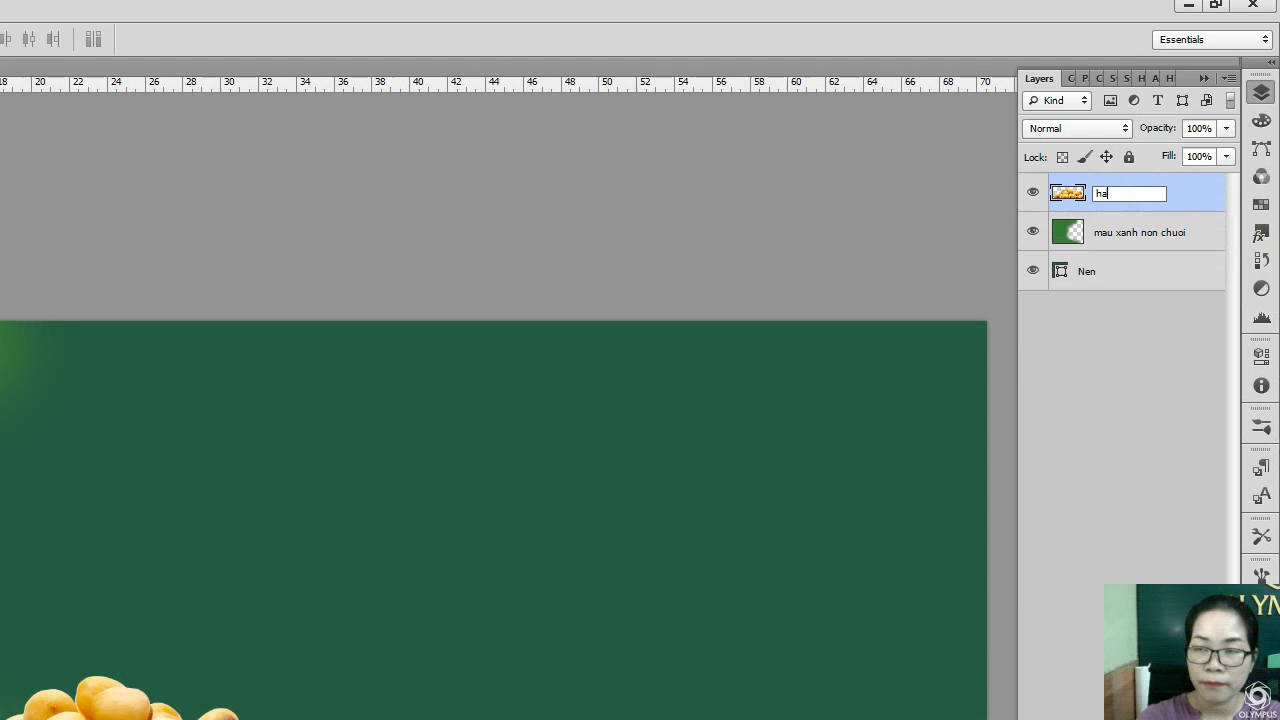 Essentials
18 20 22 24 26 28 30 32 34 36 38 40 42 44 46 48 50 52 54 56 58 60 62 64 66 68 70
Layers C P C S S H A H
Kind
Normal Opacity: 100%
Lock: Fill: 100%
ha
mau xanh non chuoi
Nen
OLYMPUS